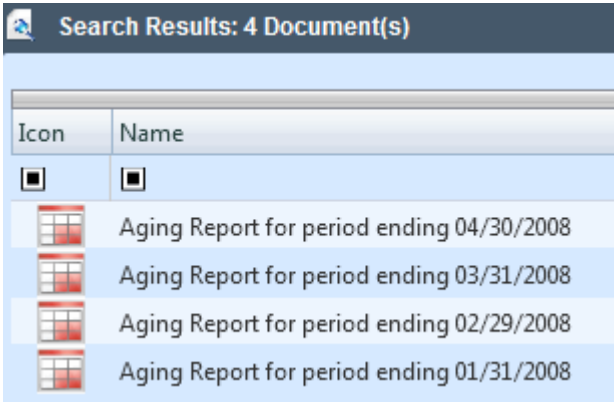 Search Results: 4 Document(s)
Icon Name
Aging Report for period ending 04/30/2008
Aging Report for period ending 03/31/2008
Aging Report for period ending 02/29/2008
Aging Report for period ending 01/31/2008